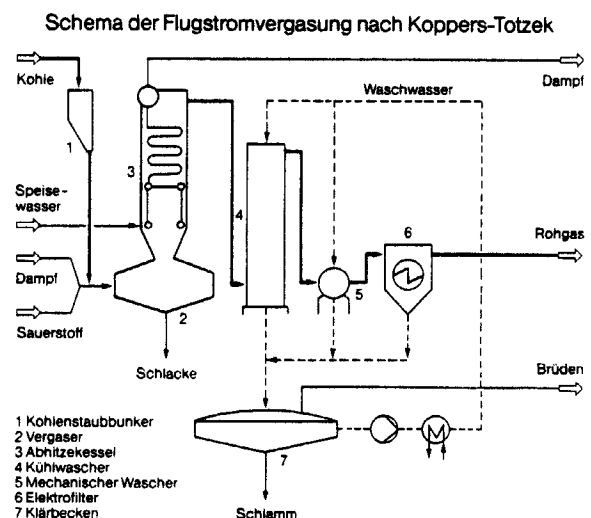 Schema der Flugstromvergasung nach Koppers-Totzek
Kohle
Dampf
Waschwasser
1
3
Speise-
wasser
4
6
Rohgas
Dampf
5
Sauerstoff
2
Schlacke
Brüden
1 Kohlenstaubbunker
2 Vergaser
3 Abhitzekessel
4 Kühlwascher
5 Mechanischer Wascher
6 Elektrofilter
7 Klärbecken
7
Schlamm